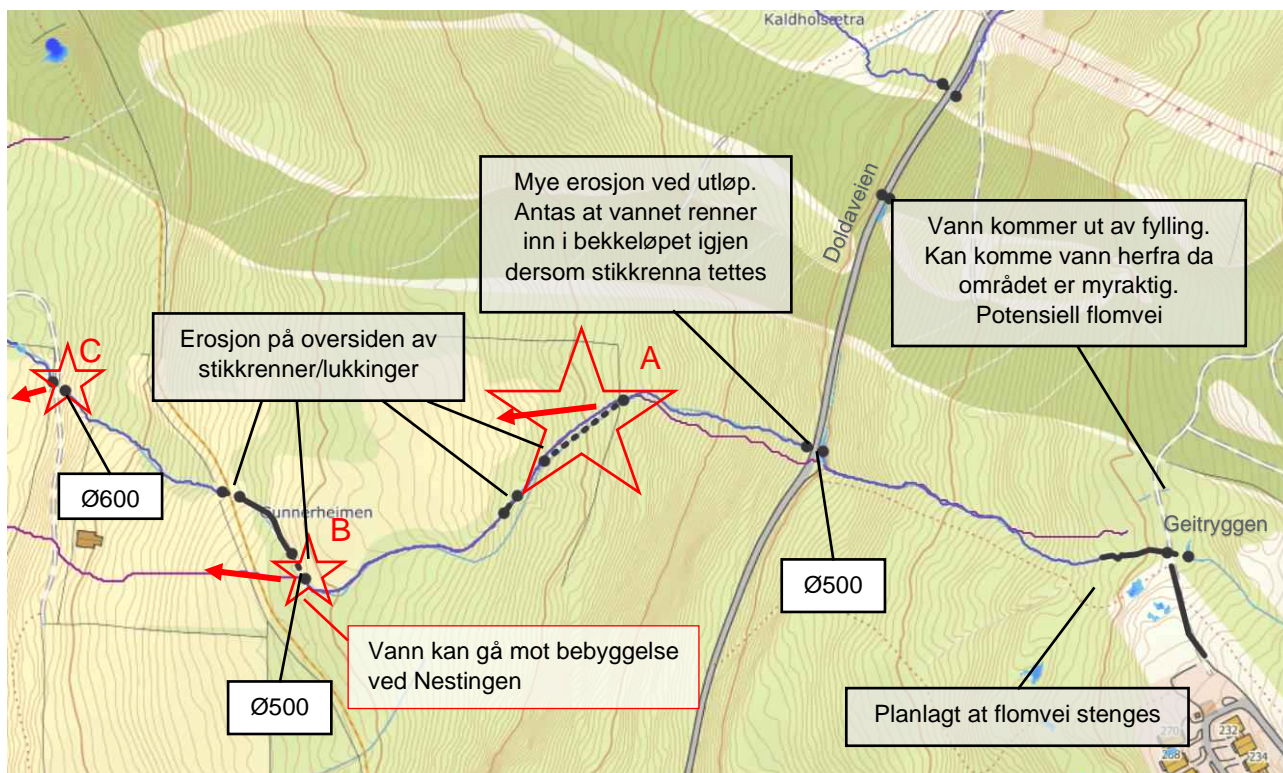 Kaldholsætra
Mye erosjon ved utløp.
Antas at vannet renner
inn i bekkeløpet igjen
dersom stikkrenna tettes
Doldaveien
Vann kommer ut av fylling.
Kan komme vann herfra da
området er myraktig.
Potensiell flomvei
Erosjon på oversiden av
stikkrenner/lukkinger
C
A
Ø600
Gunnerheimen
B
Geitryggen
Ø500
Vann kan gå mot bebyggelse
ved Nestingen
Ø500
Planlagt at flomvei stenges
270
232
268
234